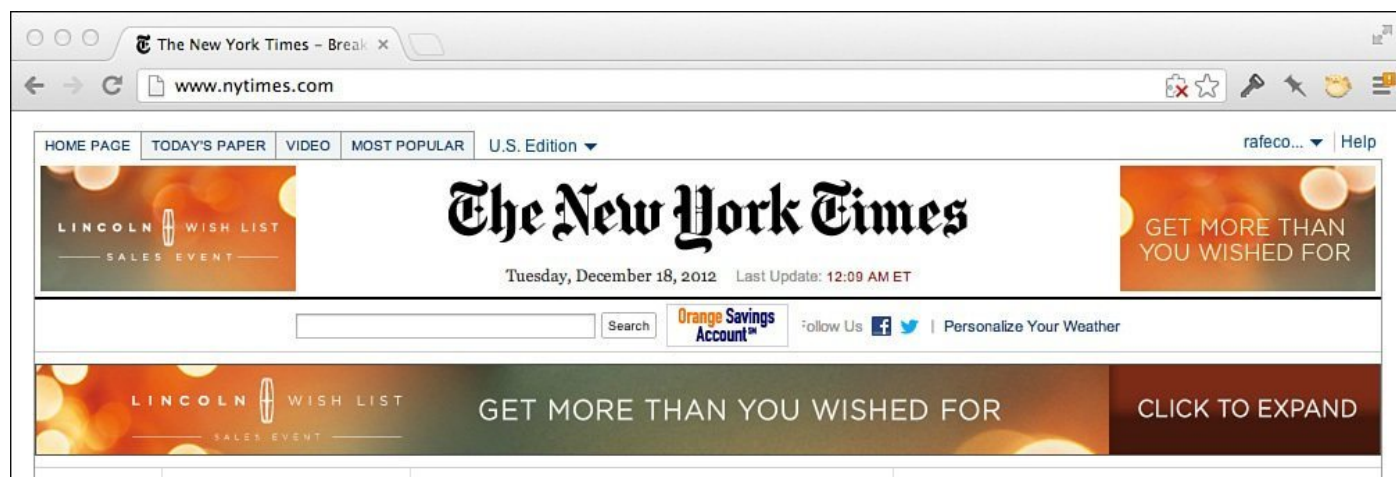 The New York Times - Break
www.nytimes.com
HOME PAGE TODAY'S PAPER VIDEO MOST POPULAR U.S. Edition rafeco... Help
LINCOLN WISH LIST
SALES EVENT
The New York Times
GET MORE THAN
YOU WISHED FOR
Tuesday, December 18, 2012 Last Update: 12:09 AM ET
Search
Orange Savings
Account SM
Follow Us | Personalize Your Weather
LINCOLN WISH LIST
SALES EVENT
GET MORE THAN YOU WISHED FOR
CLICK TO EXPAND